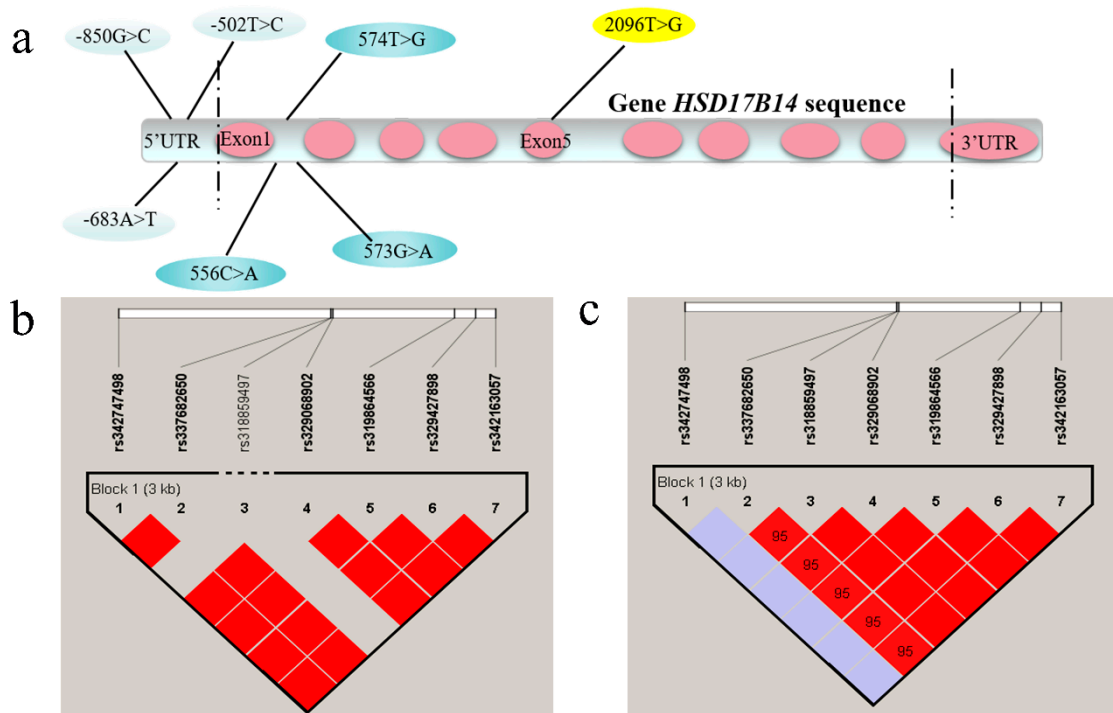 a
-850G>C
-502T>C
574T>G
2096T>G
Gene HSD17B14 sequence
5’UTR
Exon1
Exon5
3’UTR
-683A>T
556C>A
573G>A
b
rs342747498
rs337682650
rs318859497
rs329068902
rs319864566
rs329427898
rs342163057
Block 1 (3 kb)
1 2 3 4 5 6 7
c
rs342747498
rs337682650
rs318859497
rs329068902
rs319864566
rs329427898
rs342163057
Block 1 (3 kb)
1 2 3 4 5 6 7
95
95
95
95
95